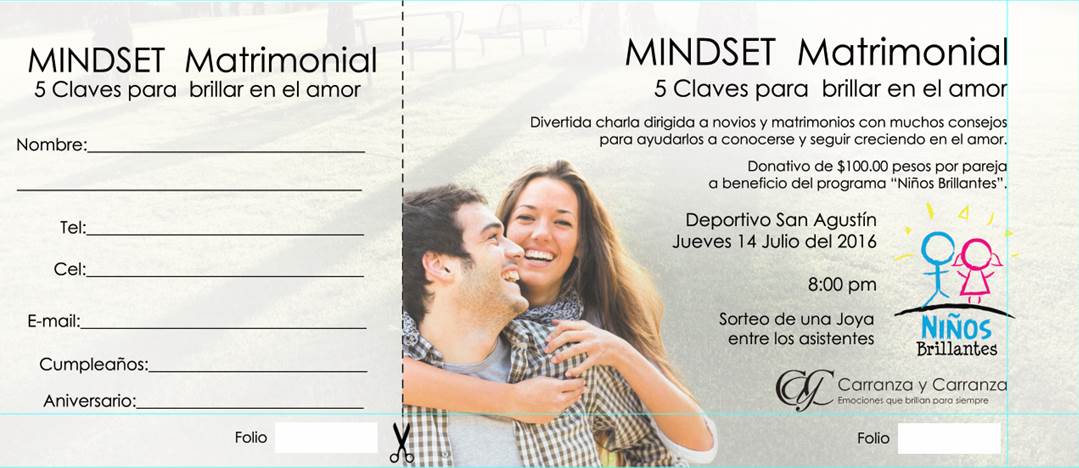 MINDSET Matrimonial
5 Claves para brillar en el amor
Nombre:
Tel:
Cel:
E-mail:
Cumpleaños:
Aniversario:
Folio
MINDSET Matrimonial
5 Claves para brillar en el amor
Divertida charla dirigida a novios y matrimonios con muchos consejos
para ayudarlos a conocerse y seguir creciendo en el amor.
Donativo de $100.00 pesos por pareja
a beneficio del programa “Niños Brillantes”.
Deportivo San Agustín
Jueves 14 Julio del 2016
8:00 pm
Sorteo de una Joya
entre los asistentes
NIÑOS
Brillantes
CyC Carranza y Carranza
Emociones que brillan para siempre
Folio